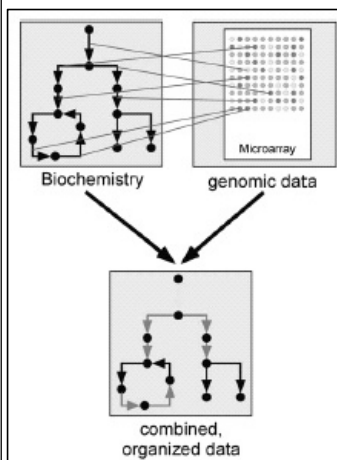 Microarray
Biochemistry
genomic data
combined,
organized data